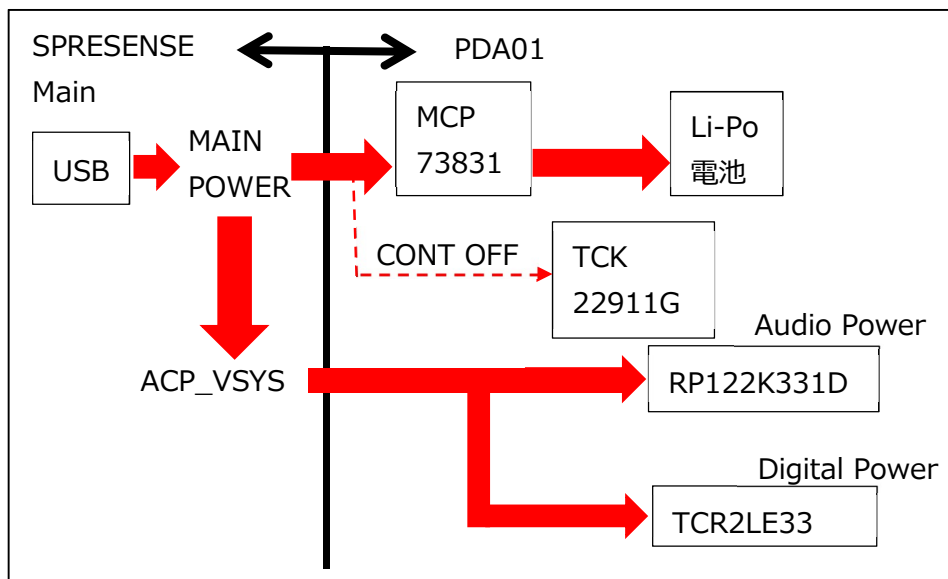 SPRESENSE
Main
PDA01
USB
MAIN
POWER
MCP
73831
Li-Po
電池
CONT OFF
TCK
22911G
ACP_VSYS
Audio Power
RP122K331D
Digital Power
TCR2LE33